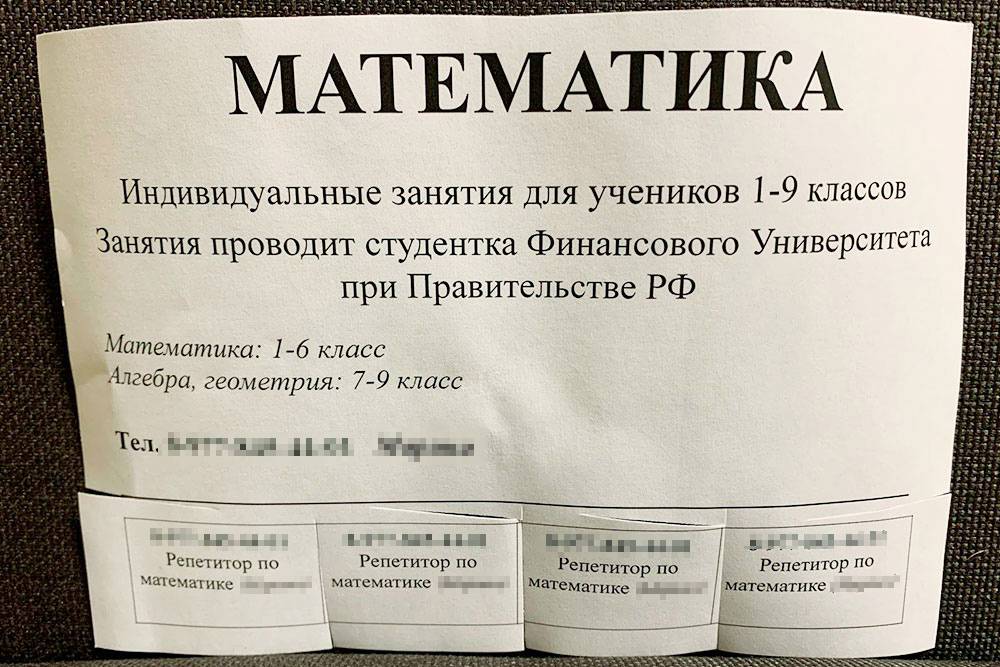 МАТЕМАТИКА
Индивидуальные занятия для учеников 1-9 классов
Занятия проводит студентка Финансового Университета
при Правительстве РФ
Математика: 1-6 класс
Алгебра, геометрия: 7-9 класс
Тел.
Репетитор по
математике
Репетитор по
математике
Репетитор по
математике
Репетитор по
математике